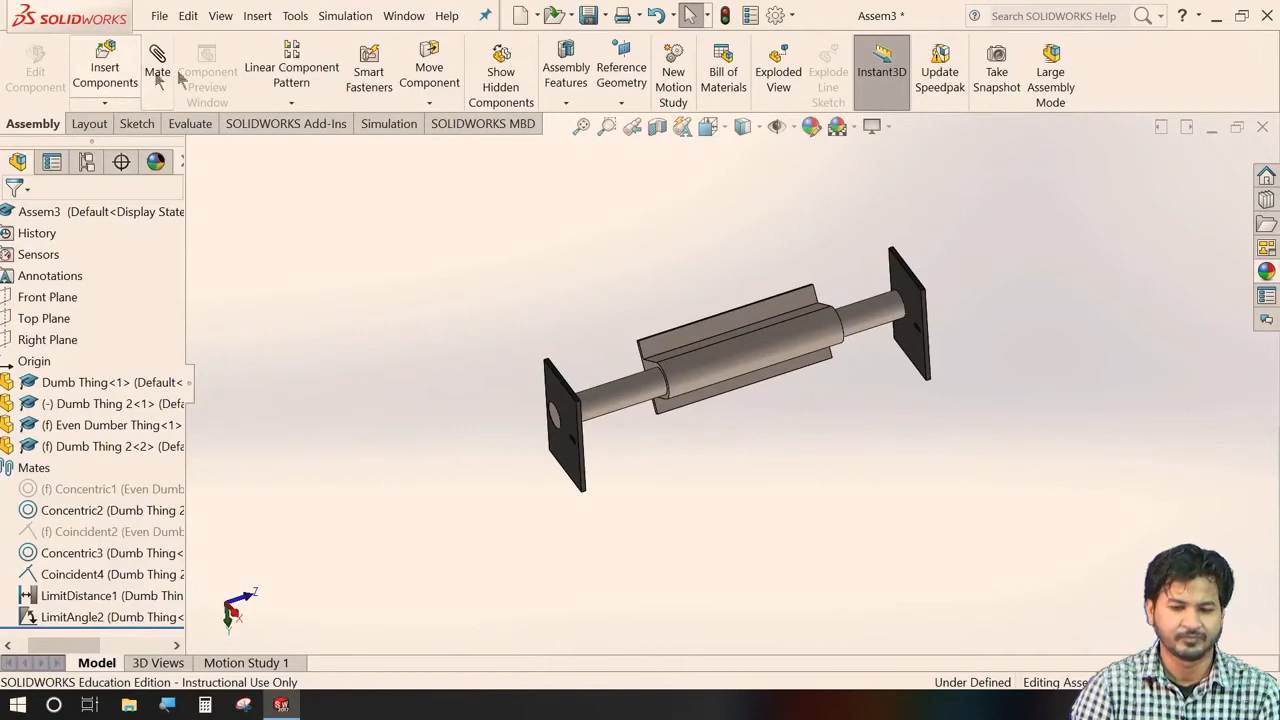 SOLIDWORKS File Edit View Insert Tools Simulation Window Help Assem3 * Search SOLIDWORKS Help ?
Edit Component
Insert Components
Mate
Component Preview Window
Linear Component Pattern
Smart Fasteners
Move Component
Show Hidden Components
Assembly Features
Reference Geometry
New Motion Study
Bill of Materials
Exploded View
Explode Line Sketch
Instant3D
Update Speedpak
Take Snapshot
Large Assembly Mode
Assembly Layout Sketch Evaluate SOLIDWORKS Add-Ins Simulation SOLIDWORKS MBD
Assem3 (Default<Display State
History
Sensors
Annotations
Front Plane
Top Plane
Right Plane
Origin
Dumb Thing<1> (Default<
(-) Dumb Thing 2<1> (Defa
(f) Even Dumber Thing<1>
(f) Dumb Thing 2<2> (Defa
Mates
(f) Concentric1 (Even Dumb
Concentric2 (Dumb Thing 2
(f) Coincident2 (Even Dumb
Concentric3 (Dumb Thing<
Coincident4 (Dumb Thing 2
LimitDistance1 (Dumb Thin
LimitAngle2 (Dumb Thing<
Z
X
Y
Model 3D Views Motion Study 1
SOLIDWORKS Education Edition - Instructional Use Only Under Defined Editing Asse